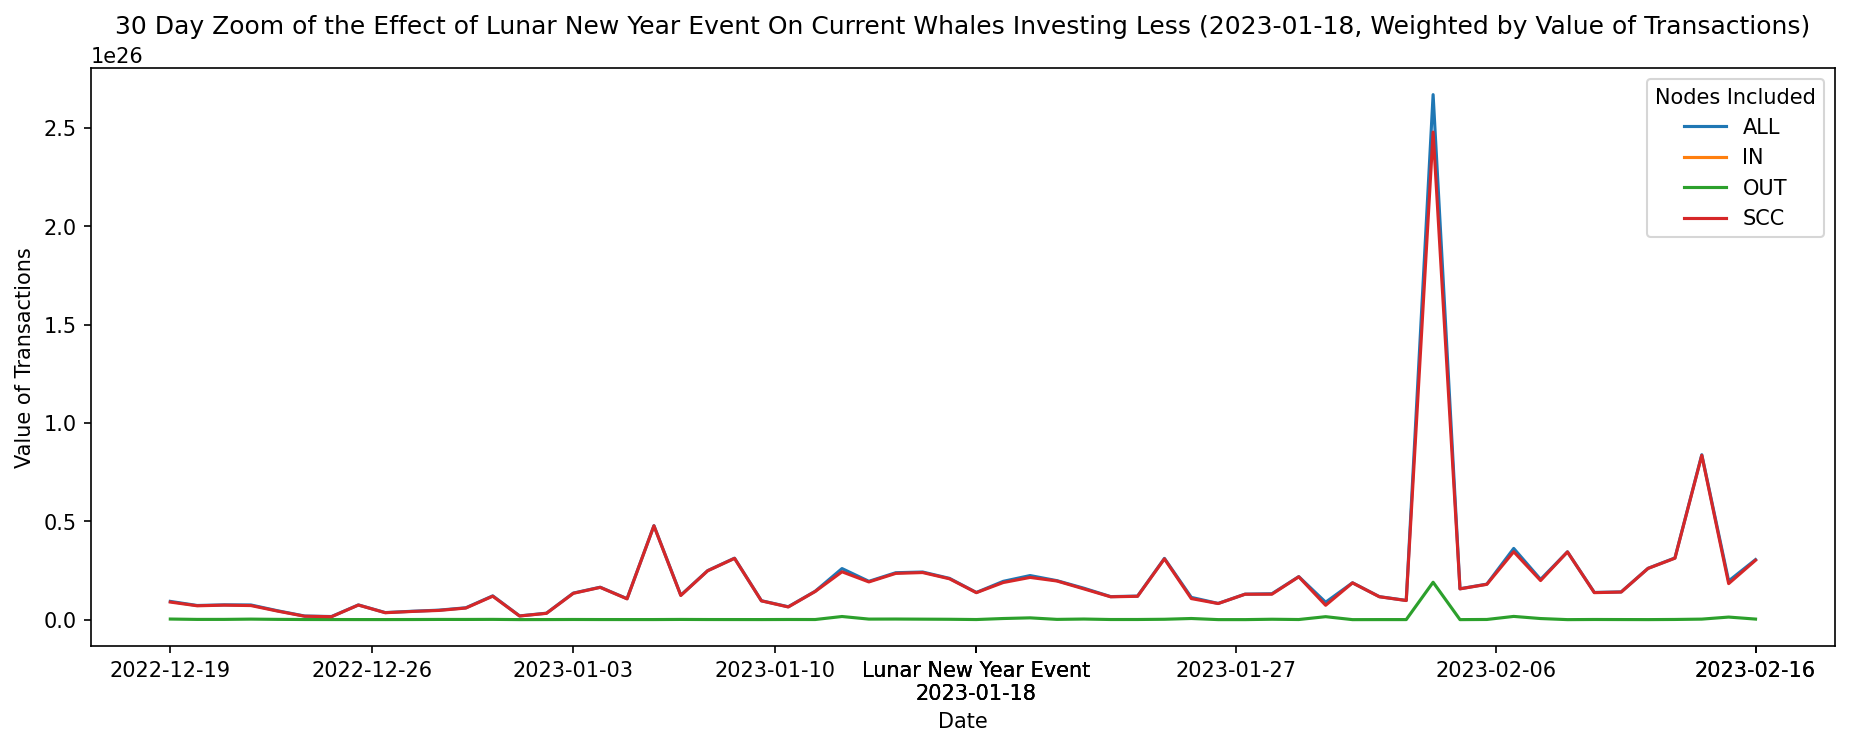 30 Day Zoom of the Effect of Lunar New Year Event On Current Whales Investing Less (2023-01-18, Weighted by Value of Transactions)
1e26
Nodes Included
ALL
IN
OUT
SCC
2.5
2.0
1.5
1.0
0.5
0.0
Value of Transactions
2022-12-19
2022-12-26
2023-01-03
2023-01-10
Lunar New Year Event
2023-01-18
2023-01-27
2023-02-06
2023-02-16
Date